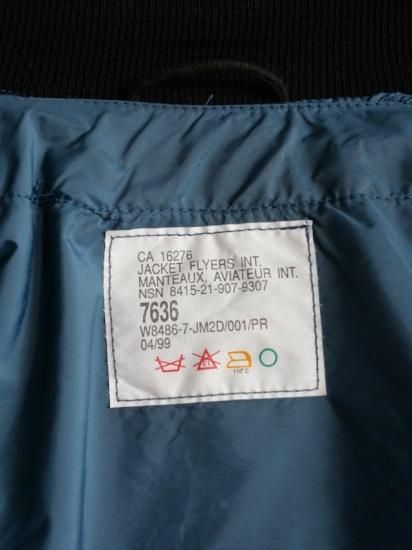 CA 16276
JACKET FLYERS INT.
MANTEAUX, AVIATEUR INT.
NSN 8415-21-907-9307
7636
W8486-7-JM2D/001/PR
04/99
110°C